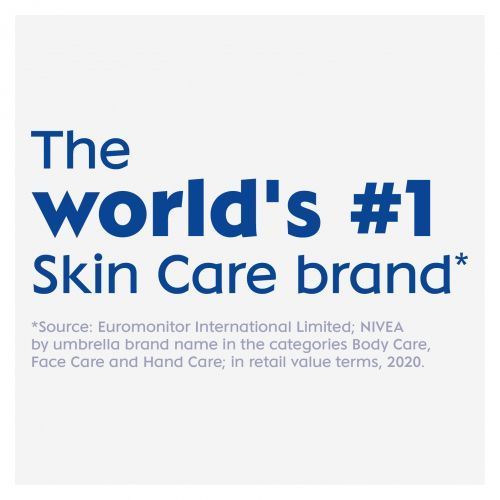 The
world's #1
Skin Care brand*
*Source: Euromonitor International Limited; NIVEA
by umbrella brand name in the categories Body Care,
Face Care and Hand Care; in retail value terms, 2020.